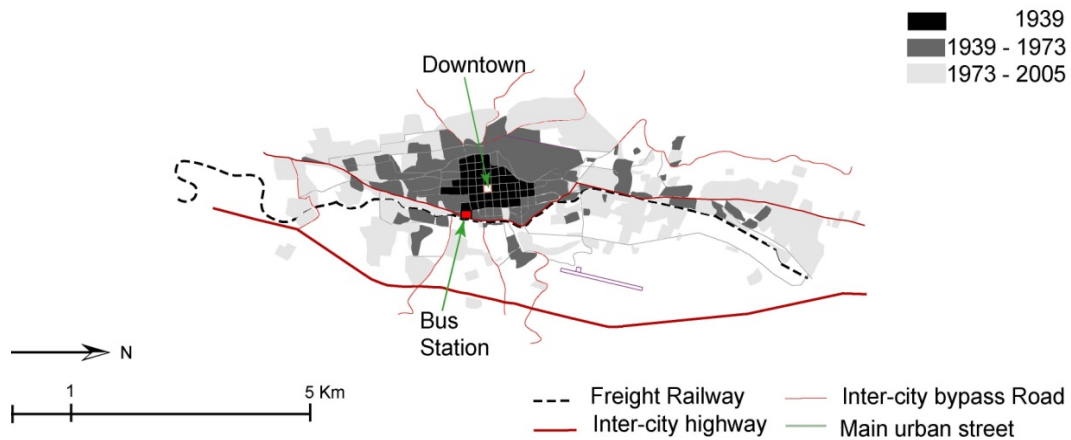 1939
1939 - 1973
1973 - 2005
Downtown
Bus
Station
N
1
5 Km
Freight Railway
Inter-city bypass Road
Inter-city highway
Main urban street